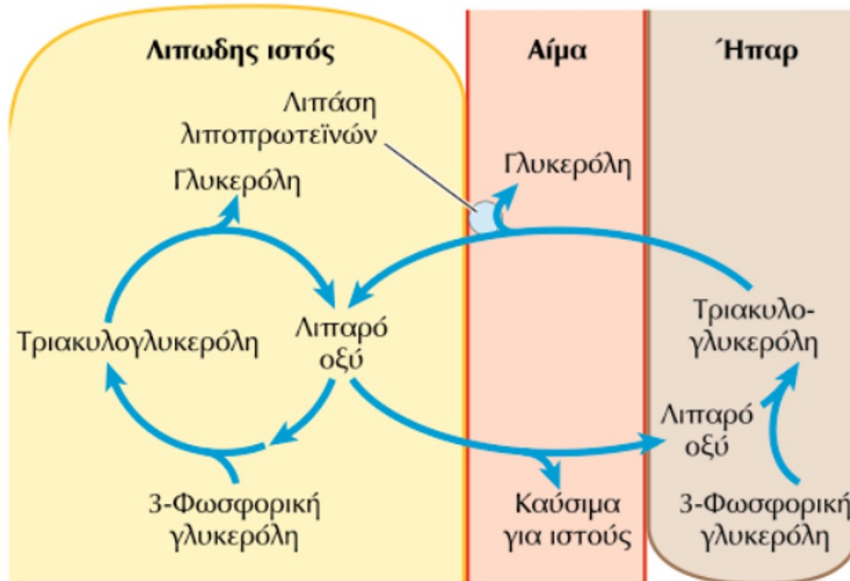 Λιπωδης ιστός
Αίμα
Ήπαρ
Λιπάση
λιποπρωτεϊνών
Γλυκερόλη
Γλυκερόλη
Τριακυλογλυκερόλη
Λιπαρό
οξύ
Τριακυλο-
γλυκερόλη
Λιπαρό
οξύ
3-Φωσφορική
γλυκερόλη
Καύσιμα
για ιστούς
3-Φωσφορική
γλυκερόλη